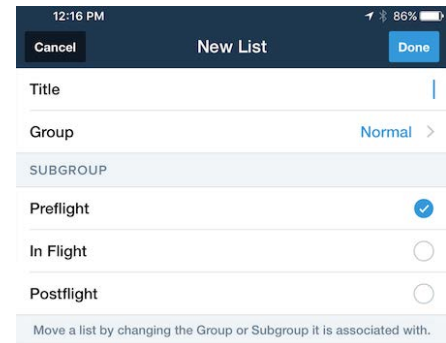 12:16 PM 86%
Cancel New List Done
Title
Group Normal
SUBGROUP
Preflight
In Flight
Postflight
Move a list by changing the Group or Subgroup it is associated with.